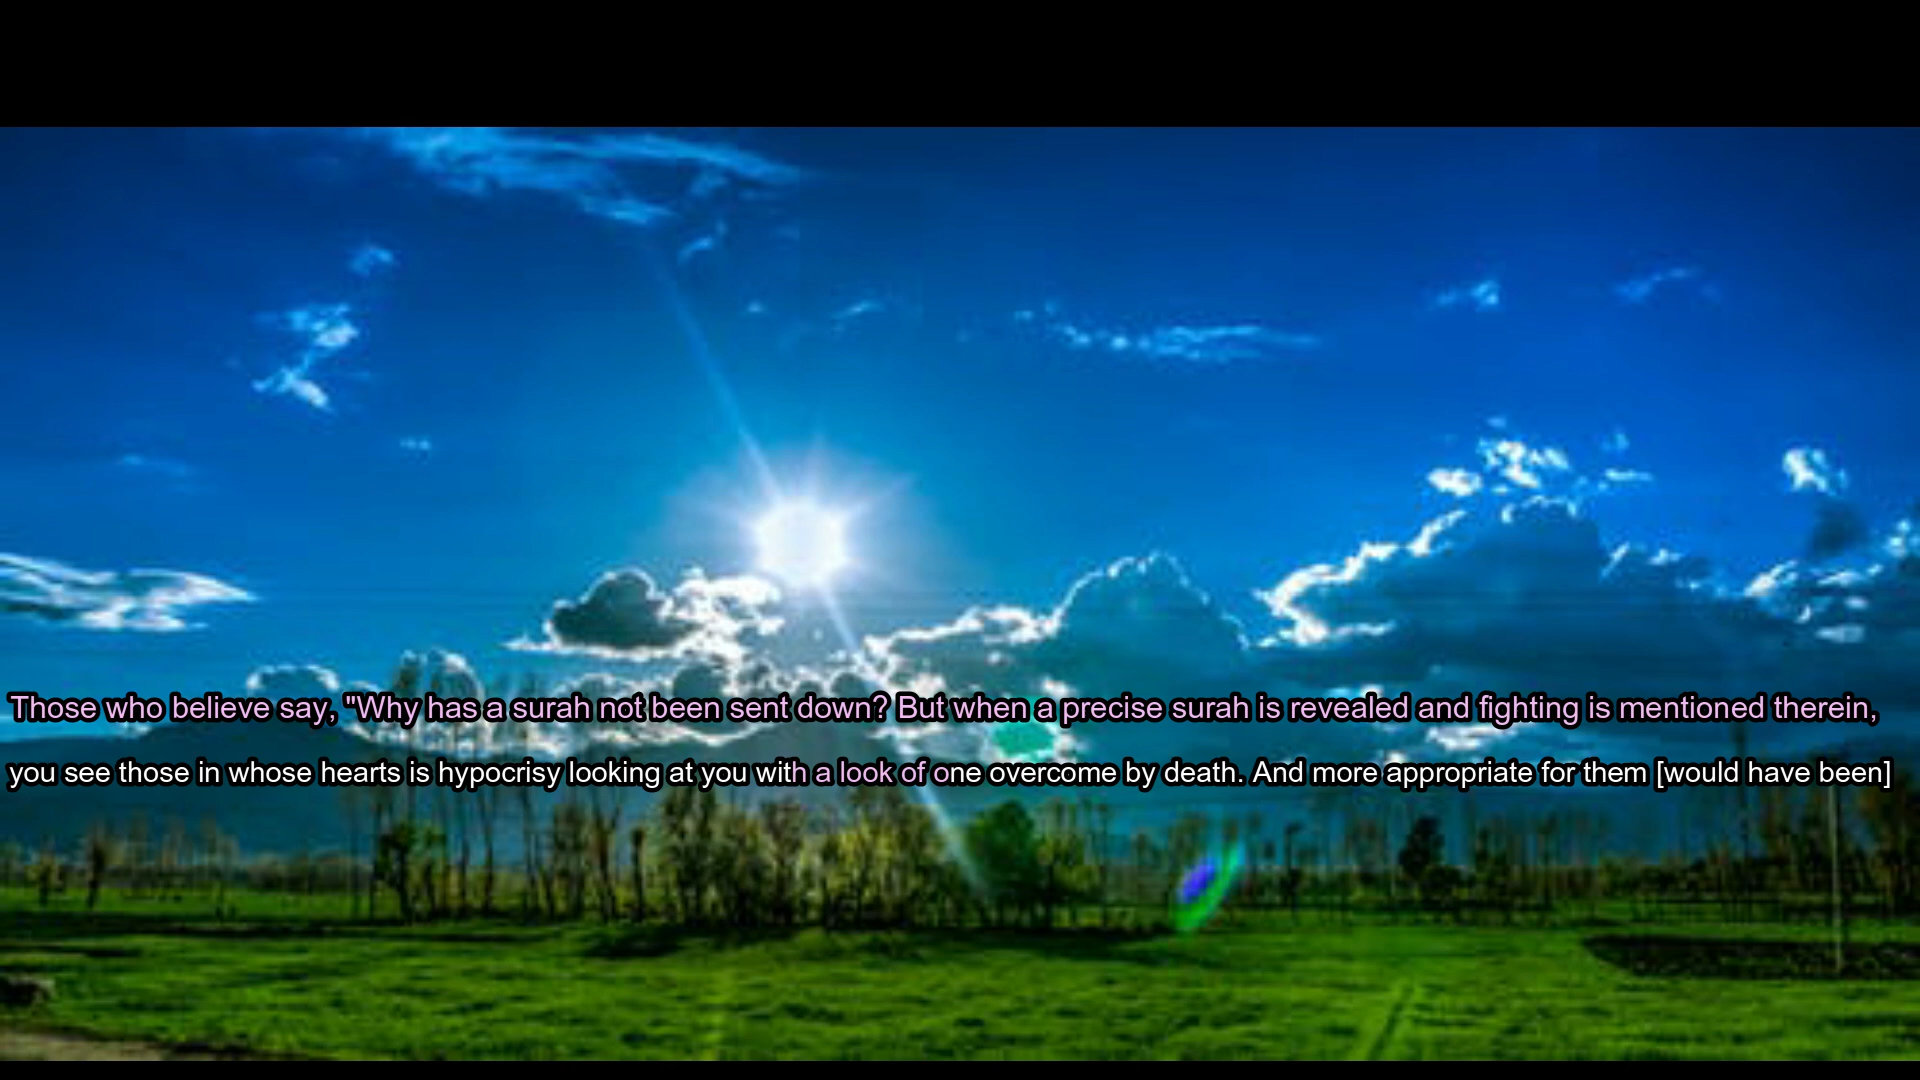 Those who believe say, "Why has a surah not been sent down? But when a precise surah is revealed and fighting is mentioned therein,
you see those in whose hearts is hypocrisy looking at you with a look of one overcome by death. And more appropriate for them [would have been]